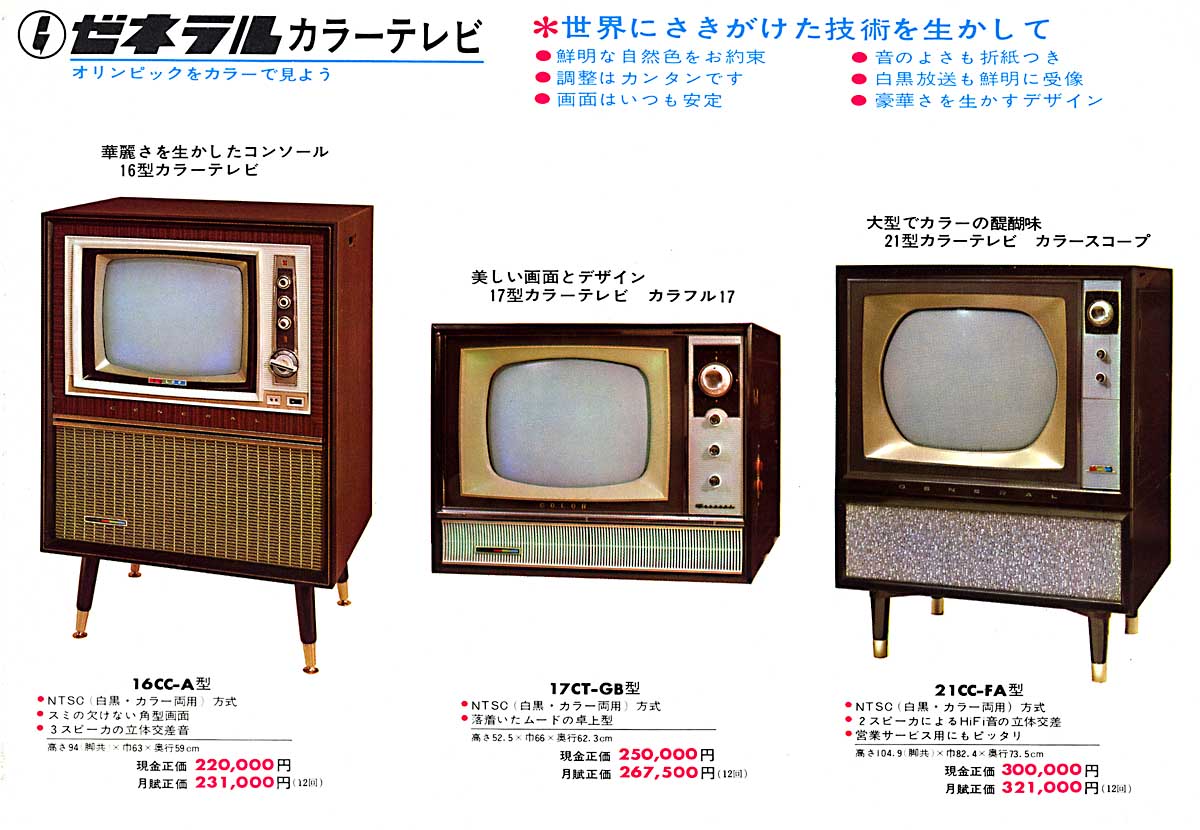 ゼネラル カラーテレビ
オリンピックをカラーで見よう
*世界にさきがけた技術を生かして
●鮮明な自然色をお約束
●調整はカンタンです
●画面はいつも安定
●音のよさも折紙つき
●白黒放送も鮮明に受像
●豪華さを生かすデザイン
華麗さを生かしたコンソール
16型カラーテレビ
GENERAL
16CC-A型
●NTSC(白黒・カラー両用)方式
●スミの欠けない角型画面
●3スピーカの立体交差音
高さ94(脚共)×巾63×奥行59cm
現金正価 220,000円
月賦正価 231,000円(12回)
美しい画面とデザイン
17型カラーテレビ カラフル17
COLOR
17CT-GB型
●NTSC(白黒・カラー両用)方式
●落着いたムードの卓上型
高さ52.5×巾66×奥行62.3cm
現金正価 250,000円
月賦正価 267,500円(12回)
大型でカラーの醍醐味
21型カラーテレビ カラースコープ
GENERAL
21CC-FA型
●NTSC(白黒・カラー両用)方式
●2スピーカによるHiFi音の立体交差
●営業サービス用にもピッタリ
高さ104.9(脚共)×巾82.4×奥行73.5cm
現金正価 300,000円
月賦正価 321,000円(12回)